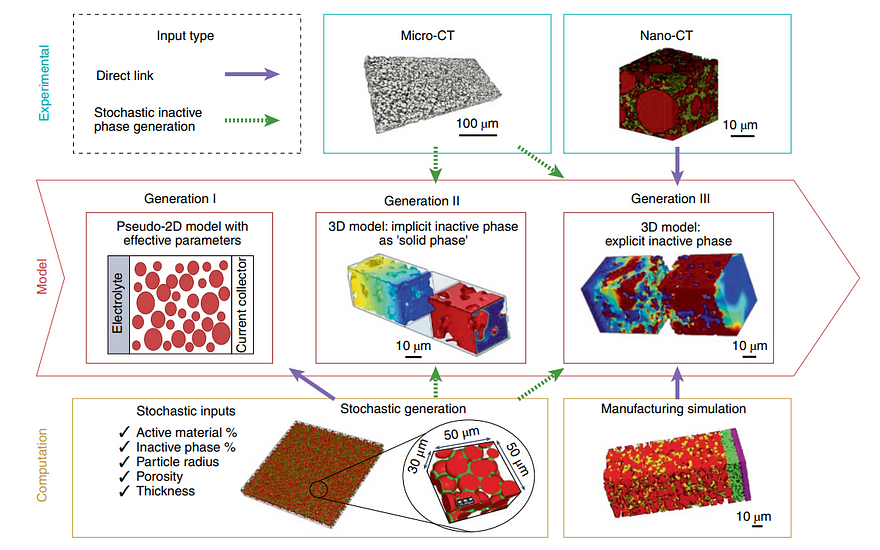 Experimental
Input type
Direct link
Stochastic inactive
phase generation
Micro-CT
100 μm
Nano-CT
10 μm
Model
Generation I
Pseudo-2D model with
effective parameters
Electrolyte
Current collector
Generation II
3D model: implicit inactive phase
as 'solid phase'
10 μm
Generation III
3D model:
explicit inactive phase
10 μm
Computation
Stochastic inputs
✓ Active material %
✓ Inactive phase %
✓ Particle radius
✓ Porosity
✓ Thickness
Stochastic generation
30 μm
50 μm
50 μm
Manufacturing simulation
10 μm